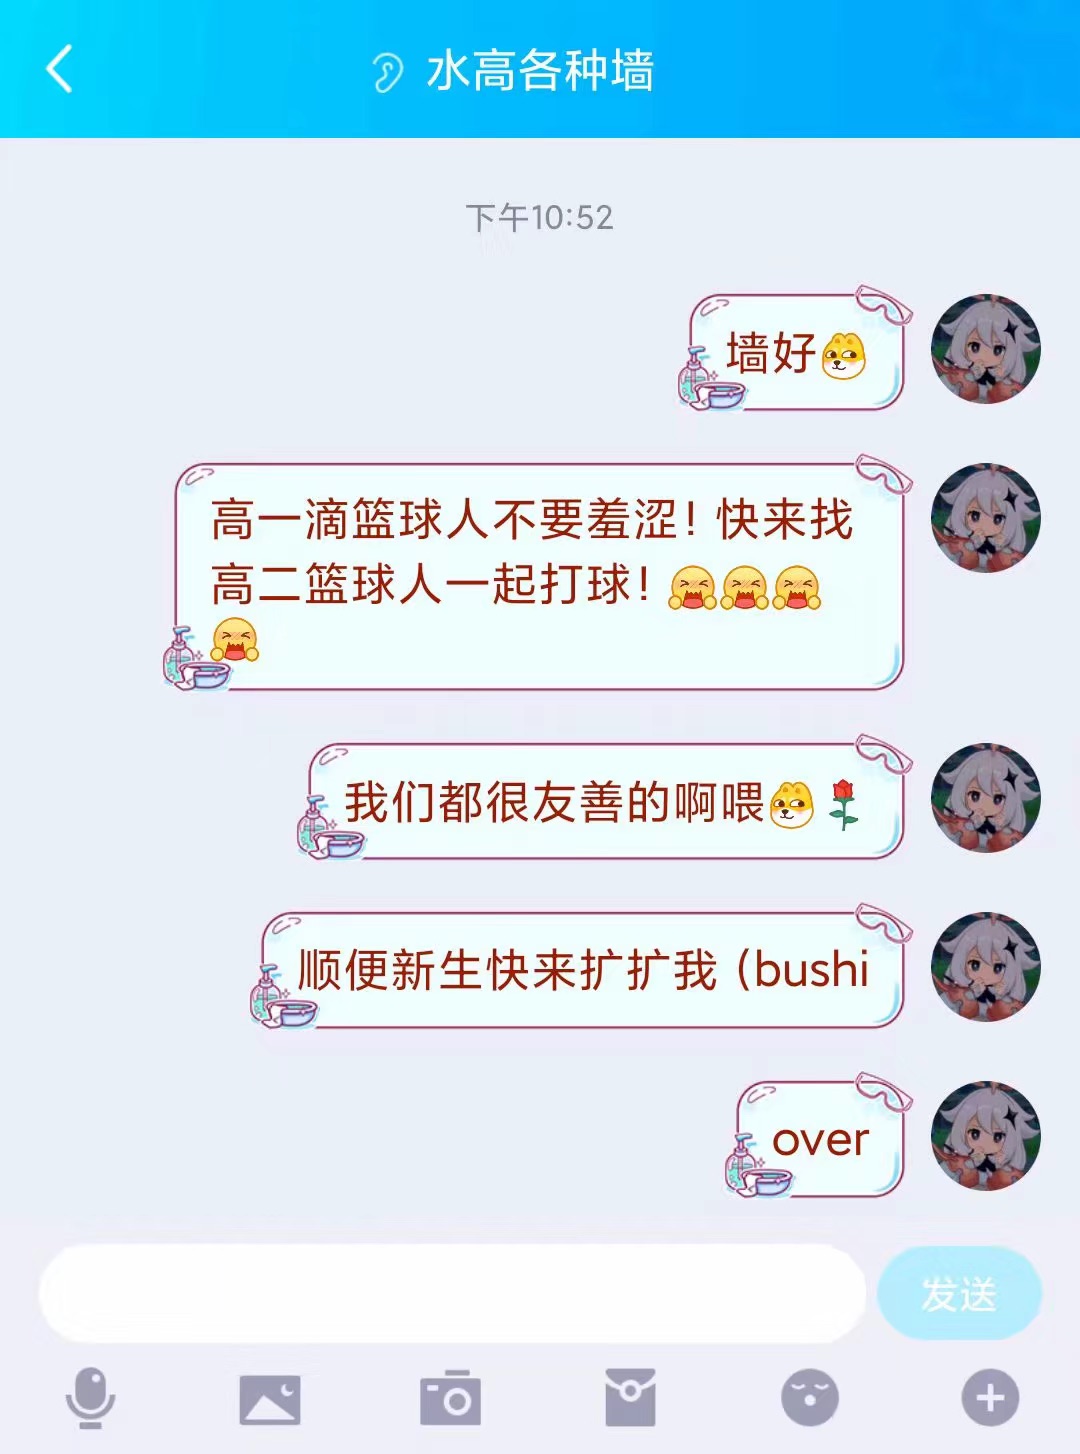 水高各种墙
下午10:52
墙好
高一滴篮球人不要羞涩！快来找
高二篮球人一起打球！
我们都很友善的啊喂
顺便新生快来扩扩我（bushi
over
发送